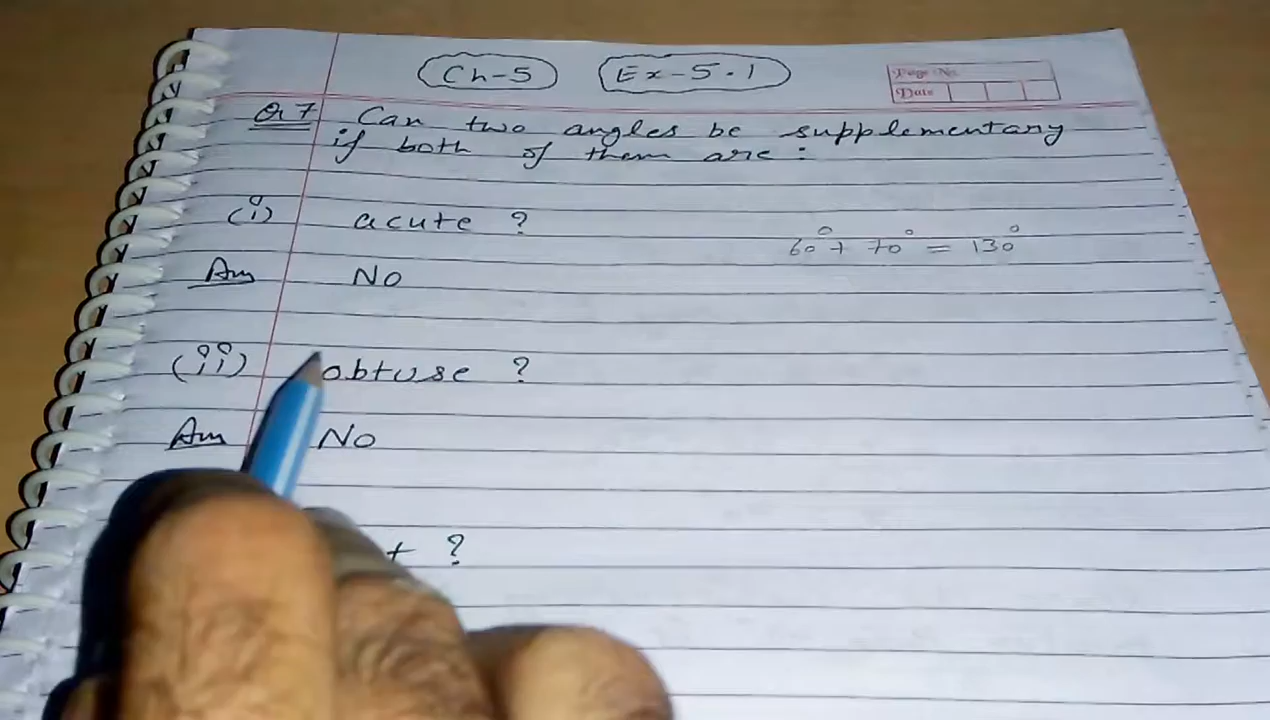 Ch-5 Ex-5.1
Page No.
Date
Q.7 Can two angles be supplementary
if both of them are:
(i) acute ?
60° + 70° = 130°
Ans No
(ii) obtuse ?
Ans No
t ?